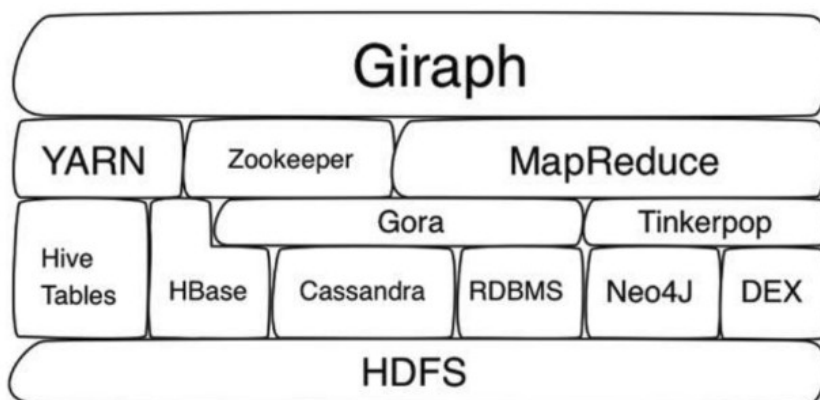 Giraph
YARN
Zookeeper
MapReduce
Gora
Tinkerpop
Hive
Tables
HBase
Cassandra
RDBMS
Neo4J
DEX
HDFS